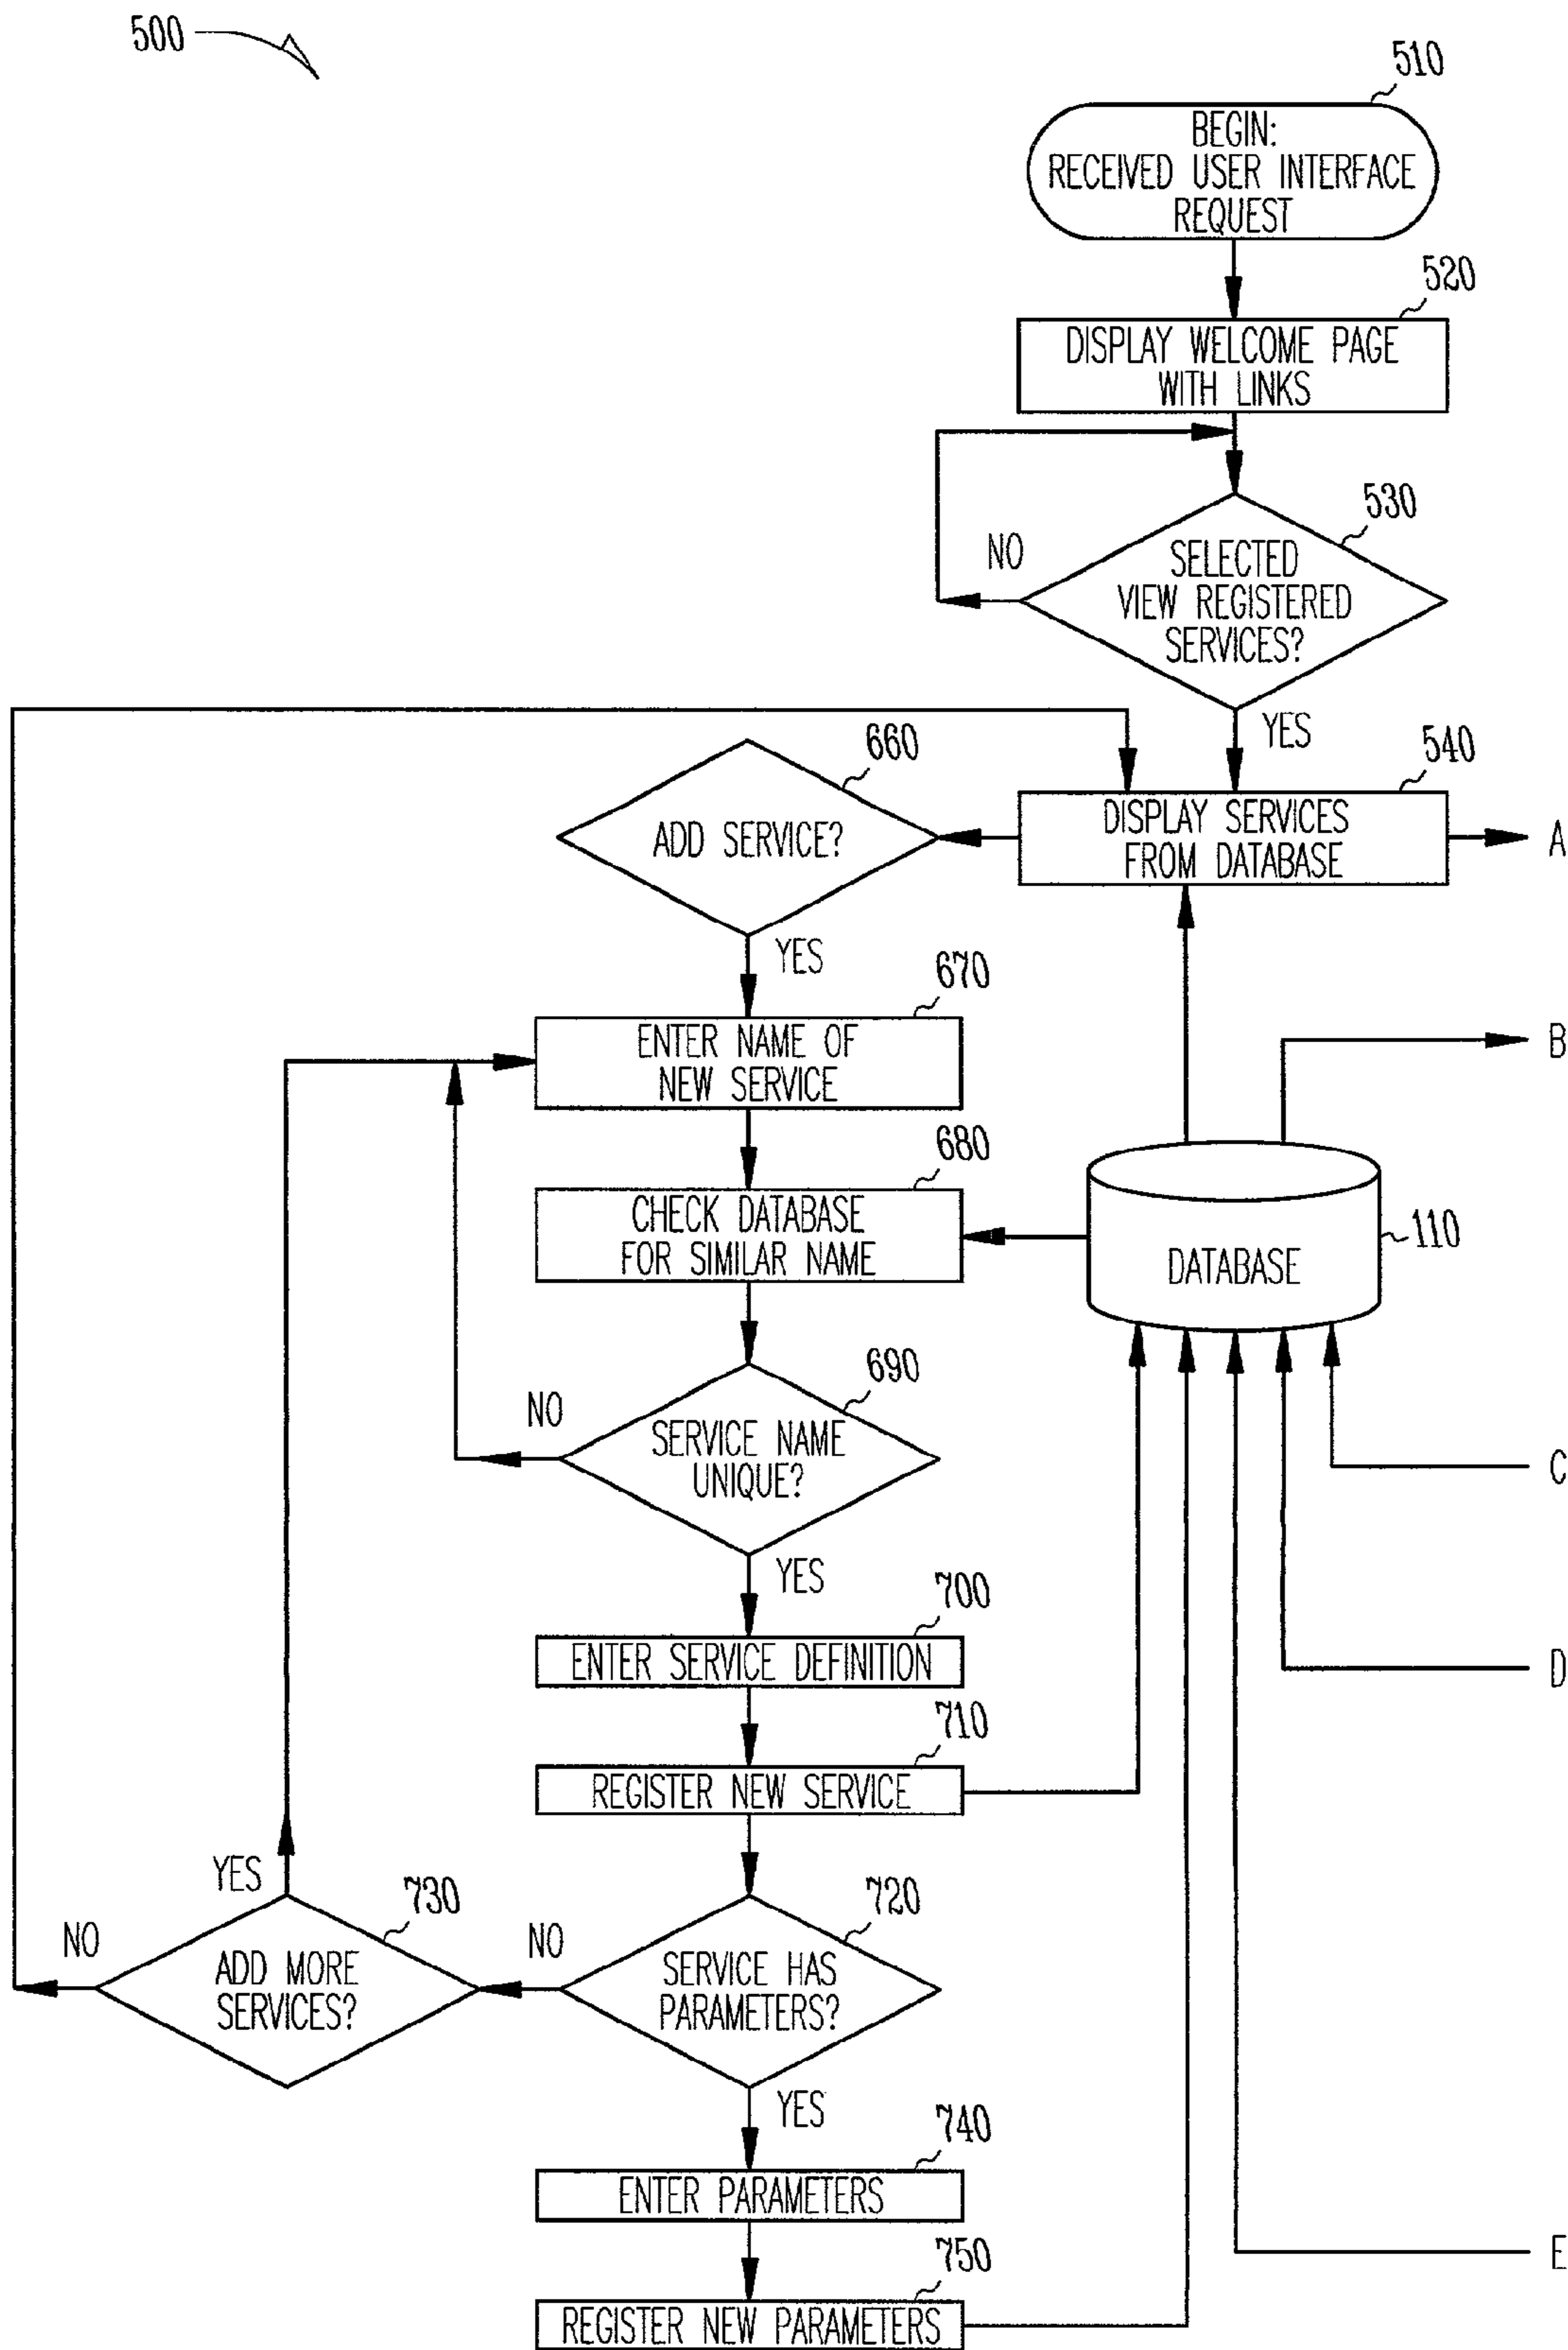 500
510
BEGIN:
RECEIVED USER INTERFACE
REQUEST
520
DISPLAY WELCOME PAGE
WITH LINKS
530
NO
SELECTED
VIEW REGISTERED
SERVICES?
YES
660
540
ADD SERVICE?
DISPLAY SERVICES
FROM DATABASE
A
YES
670
ENTER NAME OF
NEW SERVICE
B
680
CHECK DATABASE
FOR SIMILAR NAME
110
DATABASE
690
NO
SERVICE NAME
UNIQUE?
C
YES
700
ENTER SERVICE DEFINITION
D
710
REGISTER NEW SERVICE
YES
730
720
NO
NO
ADD MORE
SERVICES?
SERVICE HAS
PARAMETERS?
YES
740
ENTER PARAMETERS
750
E
REGISTER NEW PARAMETERS